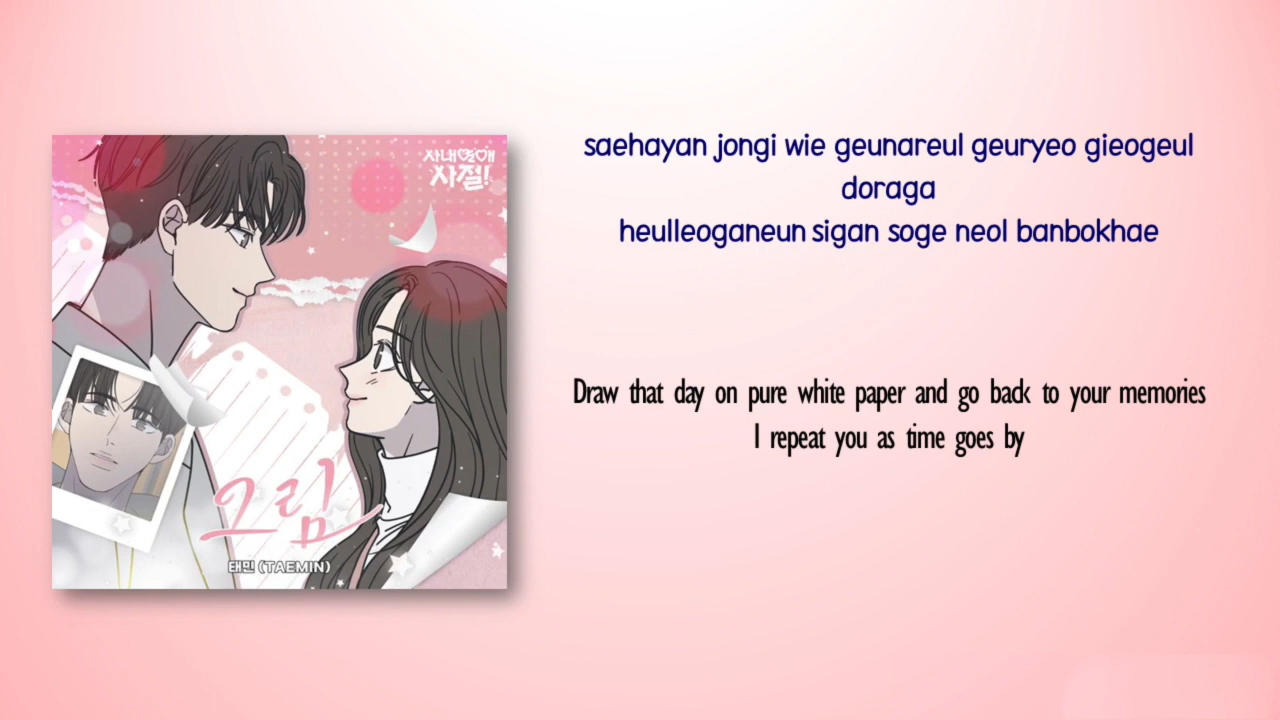 사내연애
사절!
그림
태민 (TAEMIN)
saehayan jongi wie geunareul geuryeo gieogeul
doraga
heulleoganeun sigan soge neol banbokhae
Draw that day on pure white paper and go back to your memories
I repeat you as time goes by